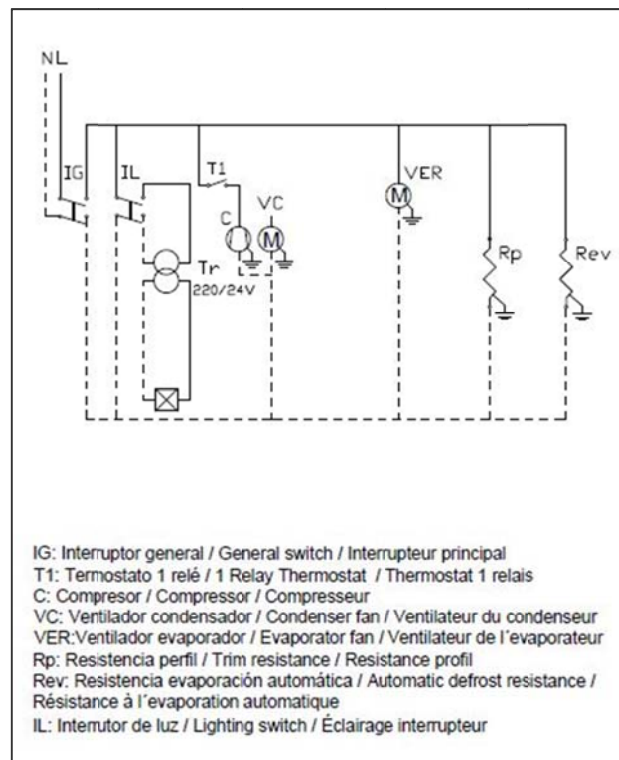 NL
IG
IL
T1
C
VC
VER
Tr
220/24V
Rp
Rev
M
M
IG: Interruptor general / General switch / Interrupteur principal
T1: Termostato 1 relé / 1 Relay Thermostat / Thermostat 1 relais
C: Compresor / Compressor / Compresseur
VC: Ventilador condensador / Condenser fan / Ventilateur du condenseur
VER:Ventilador evaporador / Evaporator fan / Ventilateur de l´evaporateur
Rp: Resistencia perfil / Trim resistance / Resistance profil
Rev: Resistencia evaporación automática / Automatic defrost resistance /
Résistance à l´evaporation automatique
IL: Interrutor de luz / Lighting switch / Éclairage interrupteur